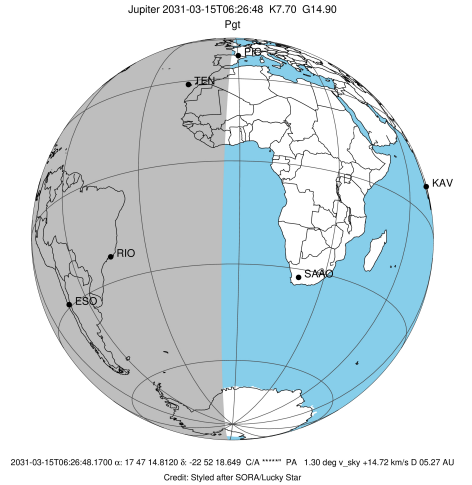 Jupiter 2031-03-15T06:26:48 K7.70 G14.90
Pgt
PIC
TEN
KAV
RIO
SAAO
ESO
2031-03-15T06:26:48.1700 α: 17 47 14.8120 δ: -22 52 18.649 C/A *****" PA 1.30 deg v_sky +14.72 km/s D 05.27 AU
Credit: Styled after SORA/Lucky Star